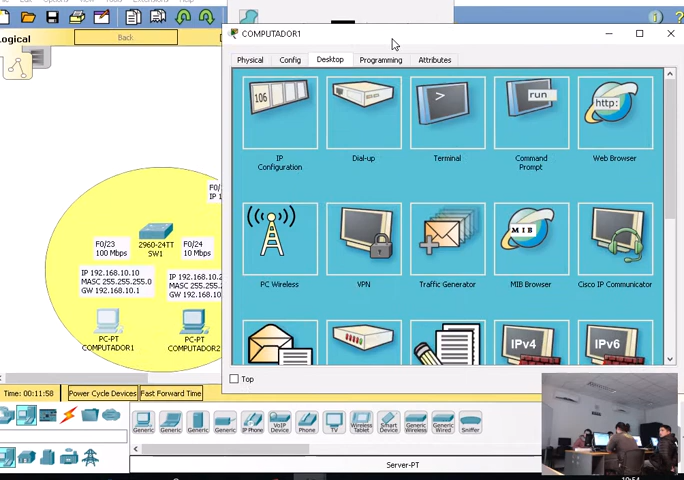 COMPUTADOR1
Logical
Back
Physical
Config
Desktop
Programming
Attributes
106
>
run
http:
IP
Configuration
Dial-up
Terminal
Command
Prompt
Web Browser
MIB
PC Wireless
VPN
Traffic Generator
MIB Browser
Cisco IP Communicator
IPv4
IPv6
Top
F0/
IP 1
F0/23
100 Mbps
2960-24TT
SW1
F0/24
10 Mbps
IP 192.168.10.10
MASC 255.255.255.0
GW 192.168.10.1
IP 192.168.10.2
MASC 255.255.
GW 192.168.10.
PC-PT
COMPUTADOR1
PC-PT
COMPUTADOR2
Time: 00:11:58
Power Cycle Devices
Fast Forward Time
Generic
Generic
Generic
Generic
IP Phone
VoIP
Device
Phone
TV
Wireless
Tablet
Smart
Device
Generic
Wireless
Generic
Wired
Sniffer
Server-PT